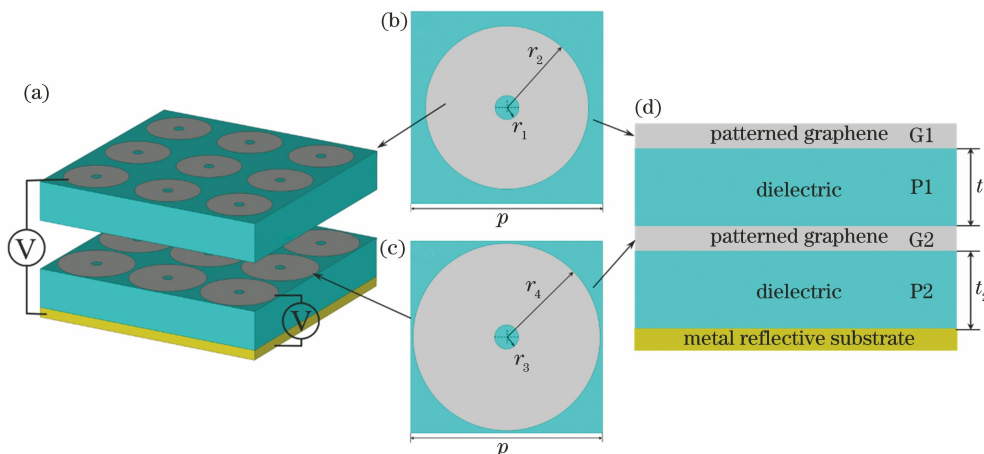 (a)
V
V
(b)
r2
r1
p
(c)
r4
r3
p
(d)
patterned graphene G1
dielectric P1
t
patterned graphene G2
dielectric P2
t
metal reflective substrate